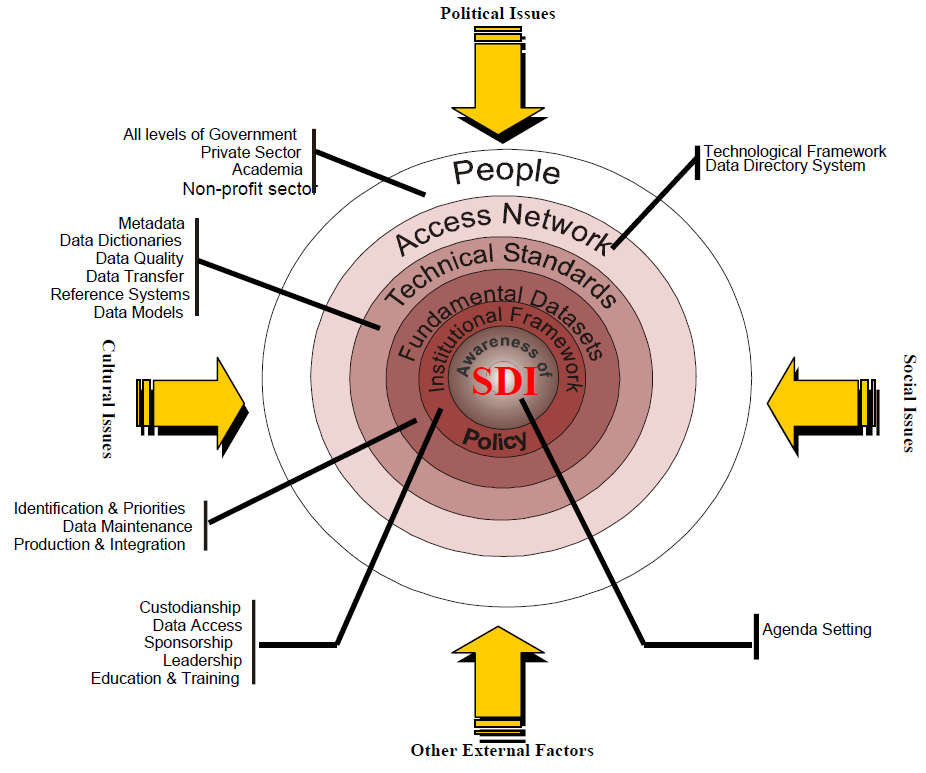 Political Issues
All levels of Government
Private Sector
Academia
Non-profit sector
Technological Framework
Data Directory System
People
Access Network
Technical Standards
Fundamental Datasets
Institutional Framework
Awareness of
SDI
Policy
Metadata
Data Dictionaries
Data Quality
Data Transfer
Reference Systems
Data Models
Cultural Issues
Social Issues
Identification & Priorities
Data Maintenance
Production & Integration
Custodianship
Data Access
Sponsorship
Leadership
Education & Training
Agenda Setting
Other External Factors